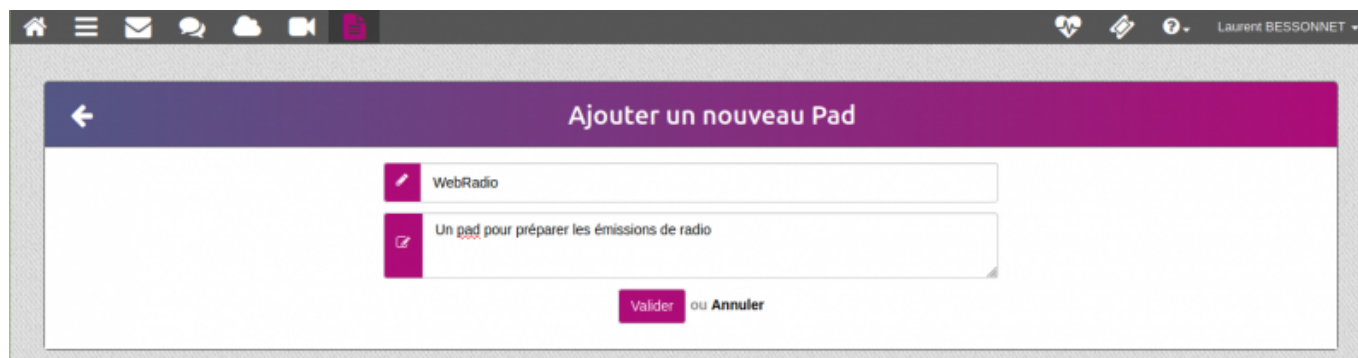 Laurent BESSONNET
Ajouter un nouveau Pad
WebRadio
Un pad pour préparer les émissions de radio
Valider ou Annuler